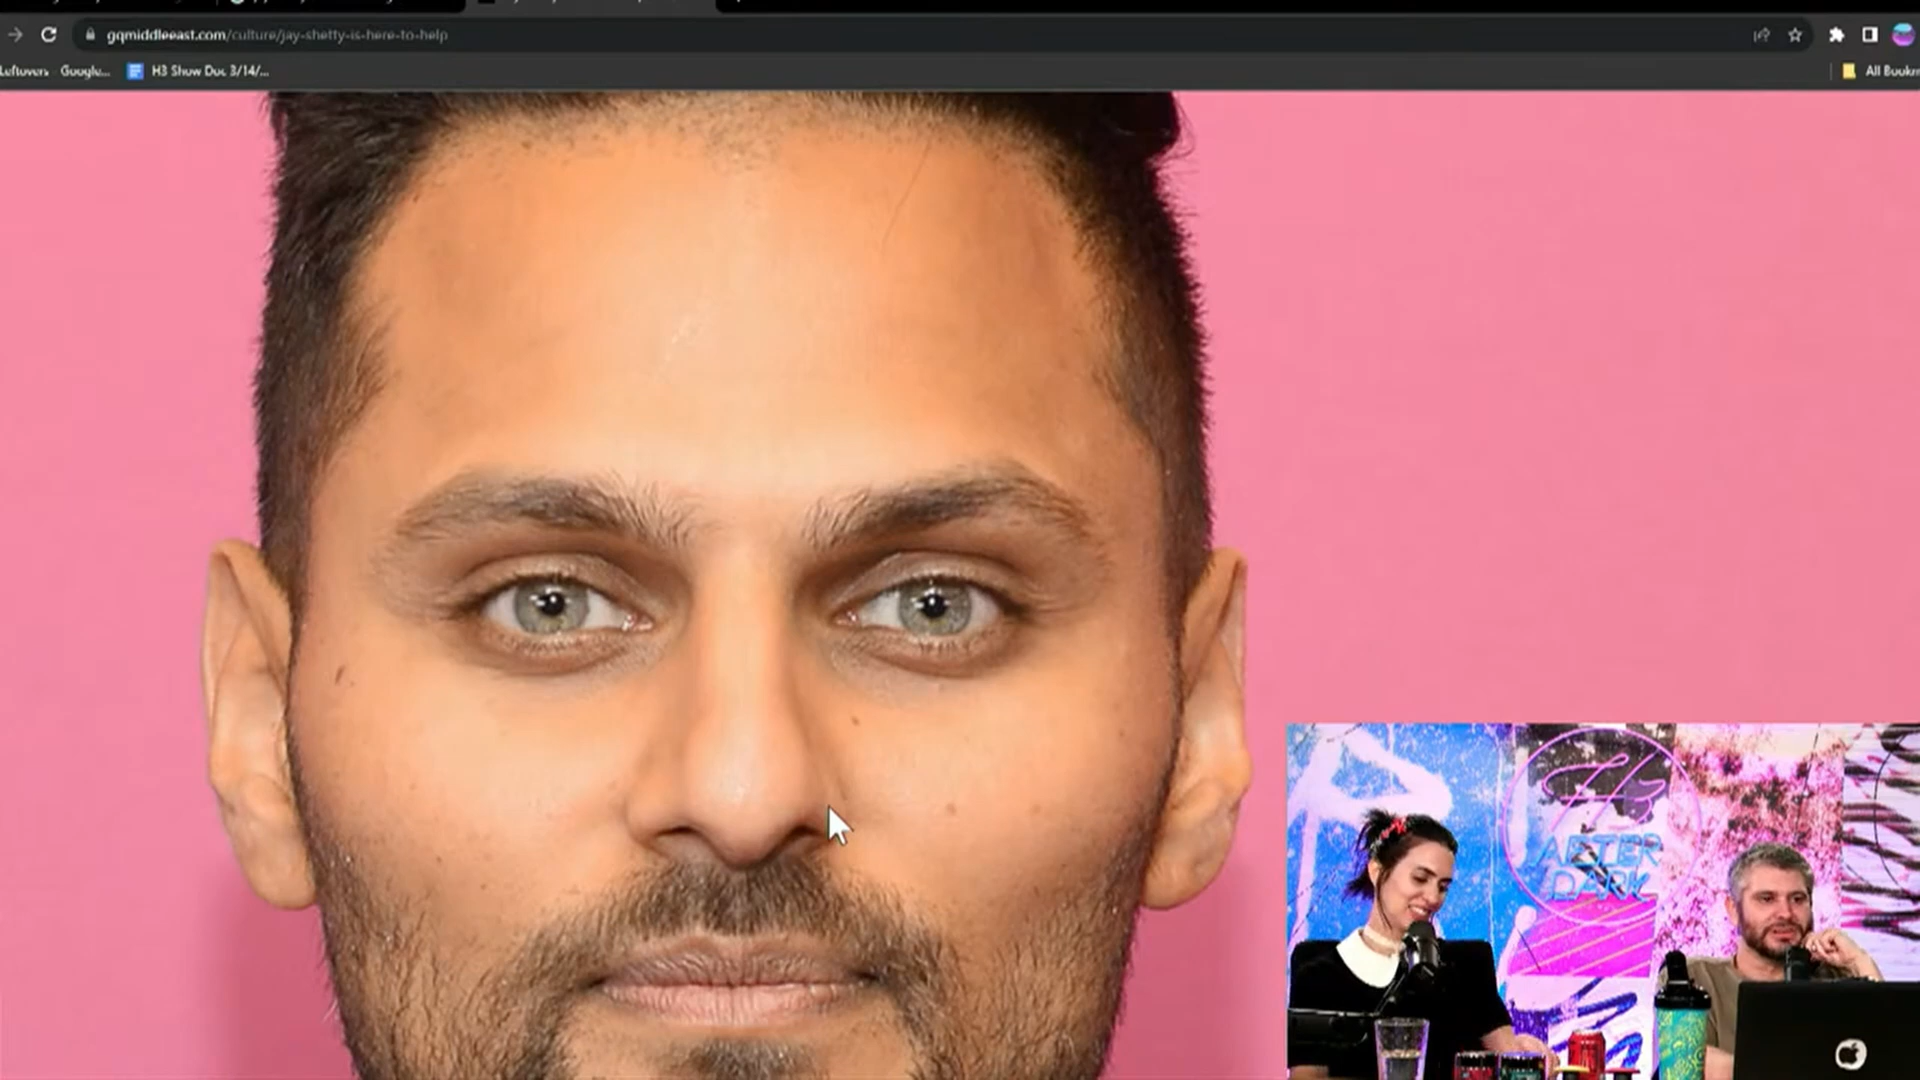 gqmiddleeast.com/culture/jay-shetty-is-here-to-help
Leftovers Google... H3 Show Doc 3/14/... All Bookm
H3
AFTER
DARK